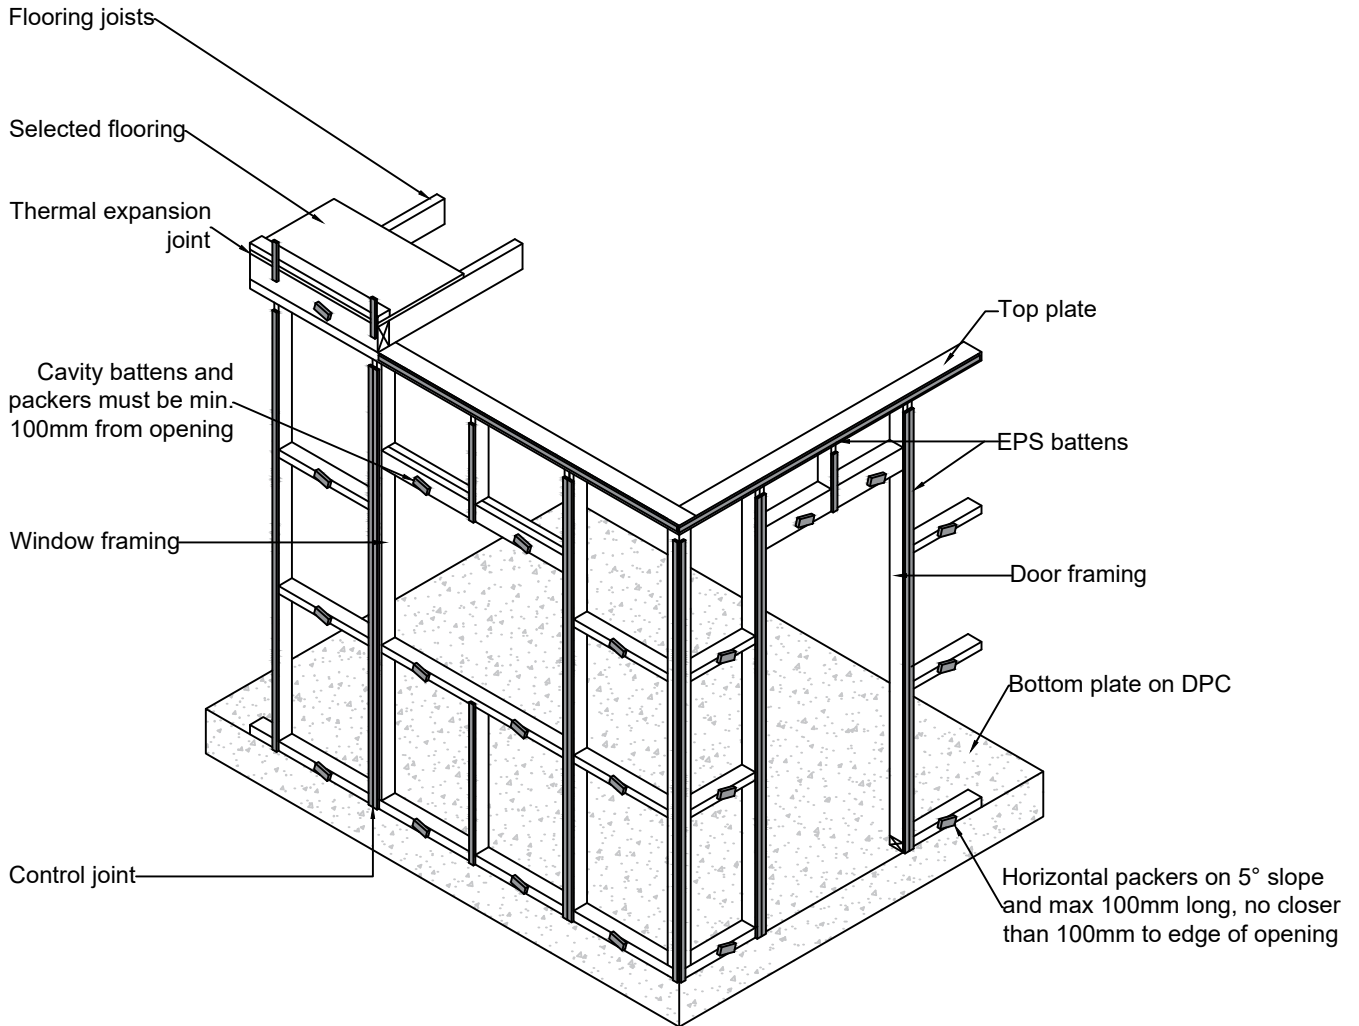 Flooring joists
Selected flooring
Thermal expansion
joint
Top plate
Cavity battens and
packers must be min.
100mm from opening
EPS battens
Window framing
Door framing
Bottom plate on DPC
Control joint
Horizontal packers on 5° slope
and max 100mm long, no closer
than 100mm to edge of opening